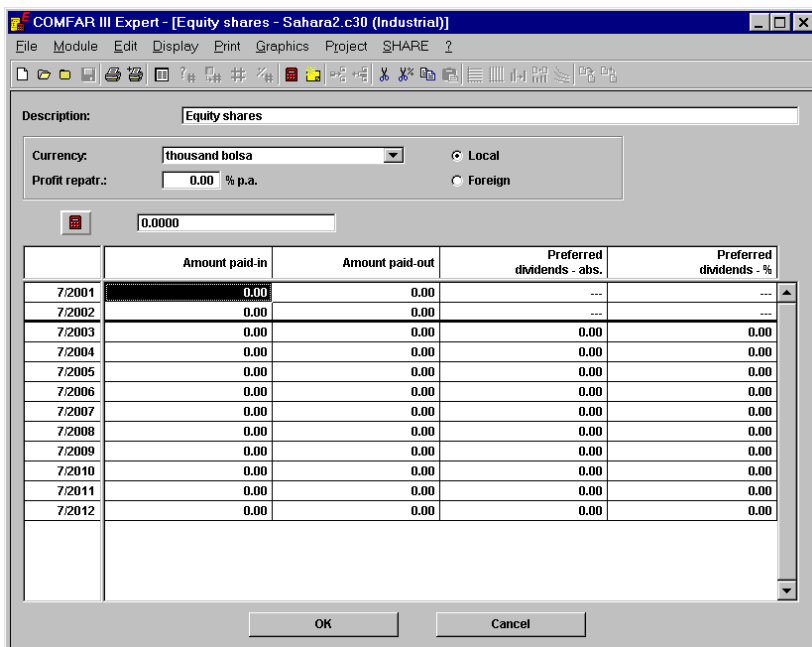 COMFAR III Expert - [Equity shares - Sahara2.c30 (Industrial)]
File Module Edit Display Print Graphics Project SHARE ?
Description: Equity shares
Currency: thousand bolsa Local
Profit repatr.: 0.00 % p.a. Foreign
0.0000
Amount paid-in Amount paid-out Preferred dividends - abs. Preferred dividends - %
7/2001 0.00 0.00 --- ---
7/2002 0.00 0.00 --- ---
7/2003 0.00 0.00 0.00 0.00
7/2004 0.00 0.00 0.00 0.00
7/2005 0.00 0.00 0.00 0.00
7/2006 0.00 0.00 0.00 0.00
7/2007 0.00 0.00 0.00 0.00
7/2008 0.00 0.00 0.00 0.00
7/2009 0.00 0.00 0.00 0.00
7/2010 0.00 0.00 0.00 0.00
7/2011 0.00 0.00 0.00 0.00
7/2012 0.00 0.00 0.00 0.00
OK Cancel